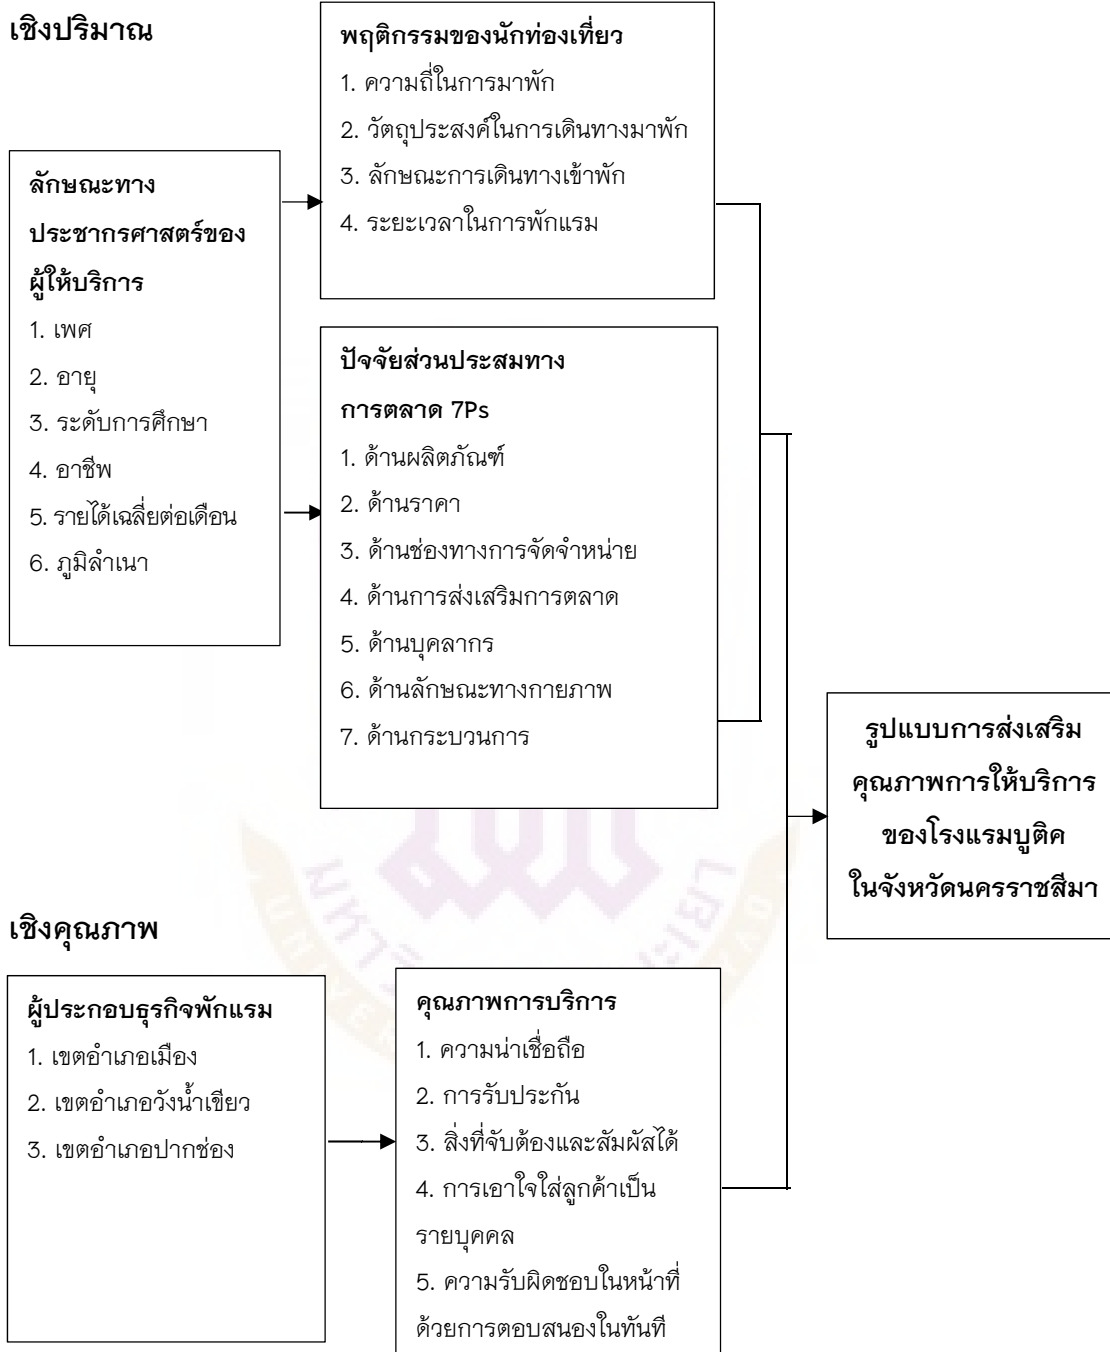 เชิงปริมาณ
พฤติกรรมของนักท่องเที่ยว
1. ความถี่ในการมาพัก
2. วัตถุประสงค์ในการเดินทางมาพัก
3. ลักษณะการเดินทางเข้าพัก
4. ระยะเวลาในการพักแรม
ลักษณะทาง
ประชากรศาสตร์ของ
ผู้ให้บริการ
1. เพศ
2. อายุ
3. ระดับการศึกษา
4. อาชีพ
5. รายได้เฉลี่ยต่อเดือน
6. ภูมิลำเนา
ปัจจัยส่วนประสมทาง
การตลาด 7Ps
1. ด้านผลิตภัณฑ์
2. ด้านราคา
3. ด้านช่องทางการจัดจำหน่าย
4. ด้านการส่งเสริมการตลาด
5. ด้านบุคลากร
6. ด้านลักษณะทางกายภาพ
7. ด้านกระบวนการ
รูปแบบการส่งเสริม
คุณภาพการให้บริการ
ของโรงแรมบูติค
ในจังหวัดนครราชสีมา
เชิงคุณภาพ
ผู้ประกอบธุรกิจพักแรม
1. เขตอำเภอเมือง
2. เขตอำเภอวังน้ำเขียว
3. เขตอำเภอปากช่อง
คุณภาพการบริการ
1. ความน่าเชื่อถือ
2. การรับประกัน
3. สิ่งที่จับต้องและสัมผัสได้
4. การเอาใจใส่ลูกค้าเป็น
รายบุคคล
5. ความรับผิดชอบในหน้าที่
ด้วยการตอบสนองในทันที